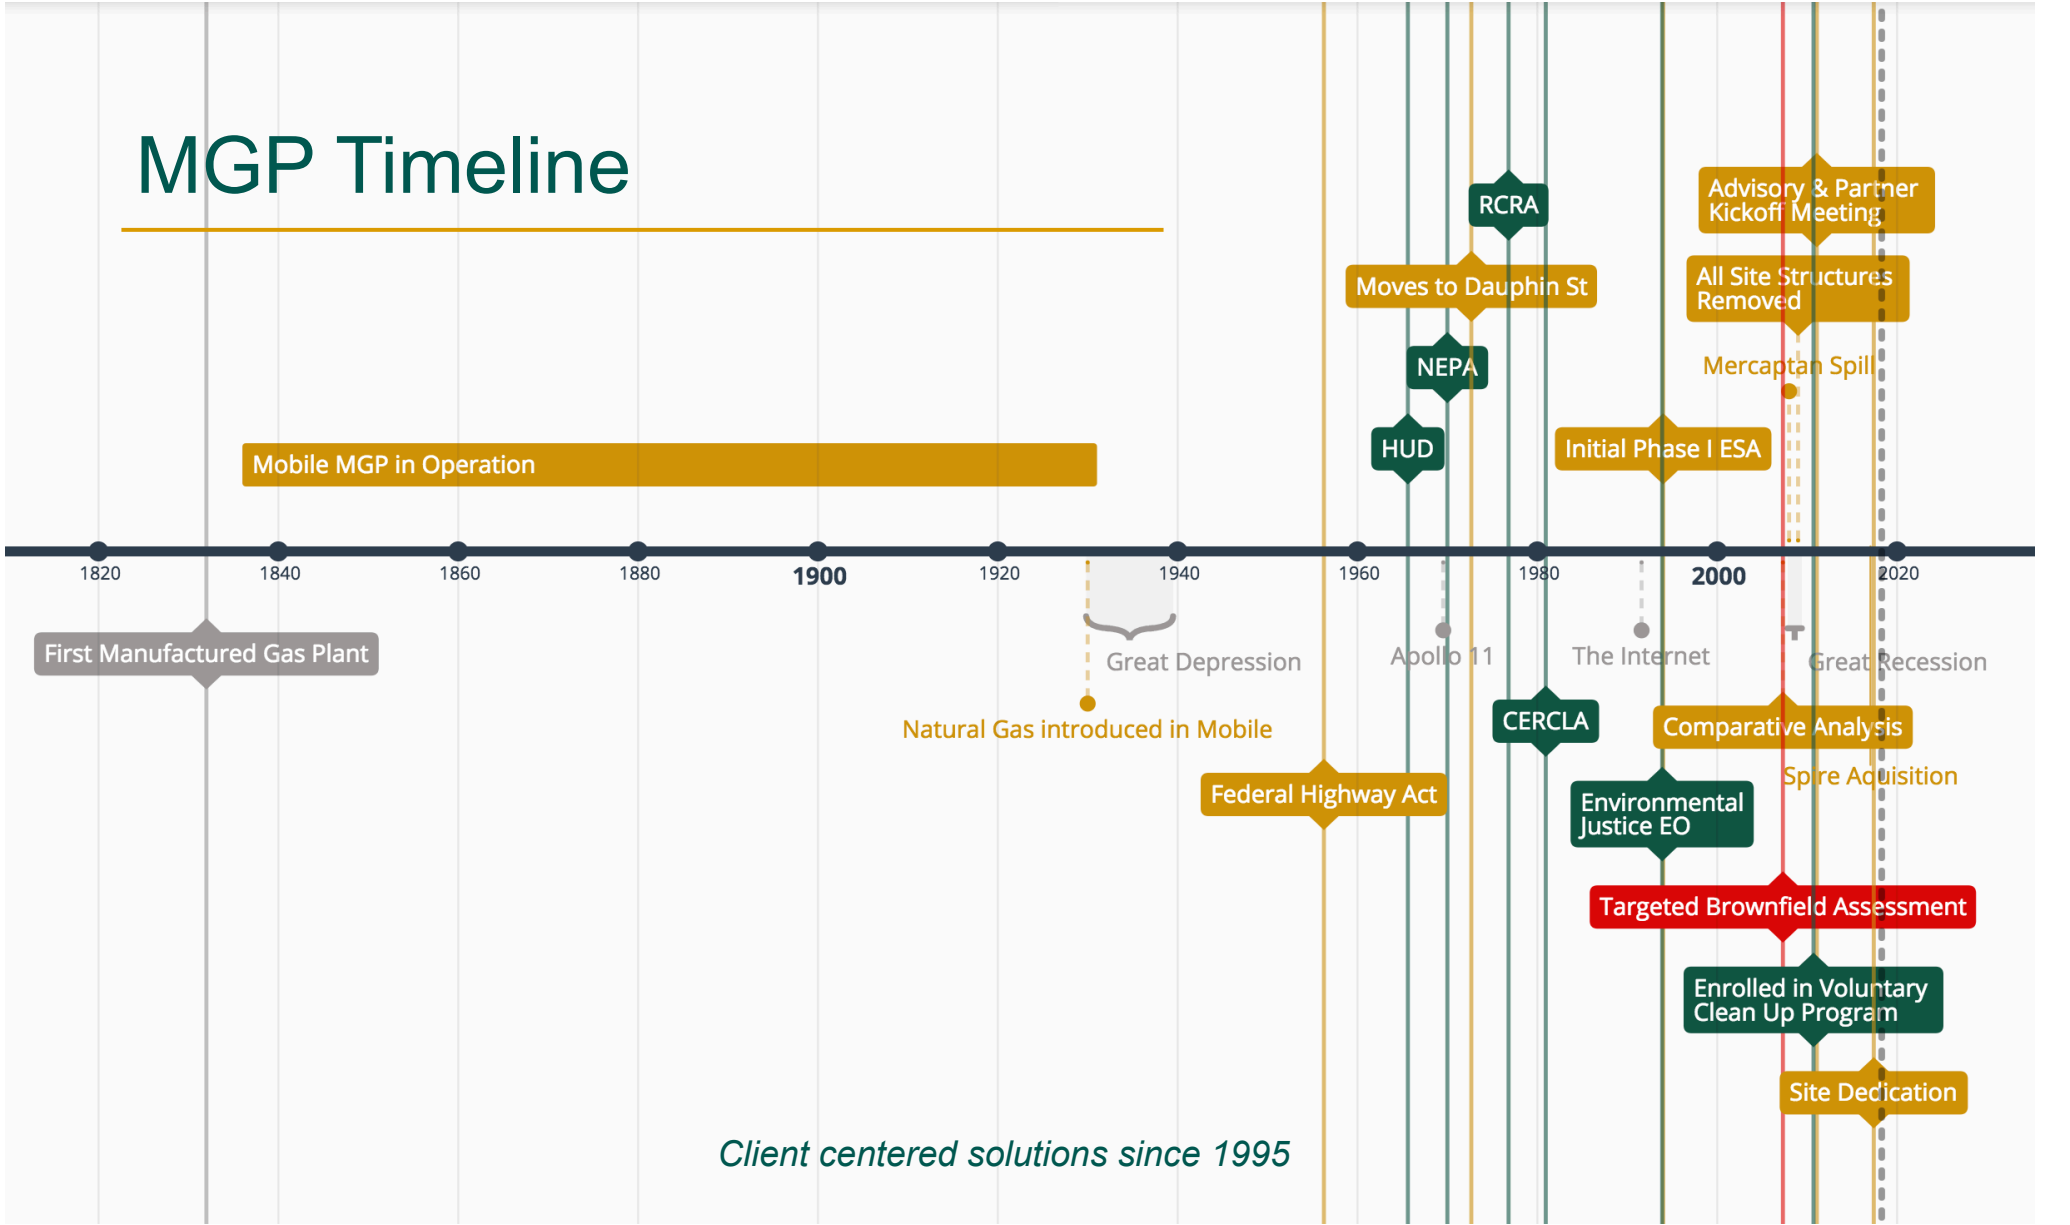 MGP Timeline
RCRA
Advisory & Partner
Kickoff Meeting
Moves to Dauphin St
All Site Structures
Removed
NEPA
Mercaptan Spill
HUD
Initial Phase I ESA
Mobile MGP in Operation
1820
1840
1860
1880
1900
1920
1940
1960
1980
2000
2020
First Manufactured Gas Plant
Great Depression
Apollo 11
The Internet
Great Recession
Natural Gas introduced in Mobile
CERCLA
Comparative Analysis
Spire Aquisition
Federal Highway Act
Environmental
Justice EO
Targeted Brownfield Assessment
Enrolled in Voluntary
Clean Up Program
Site Dedication
Client centered solutions since 1995